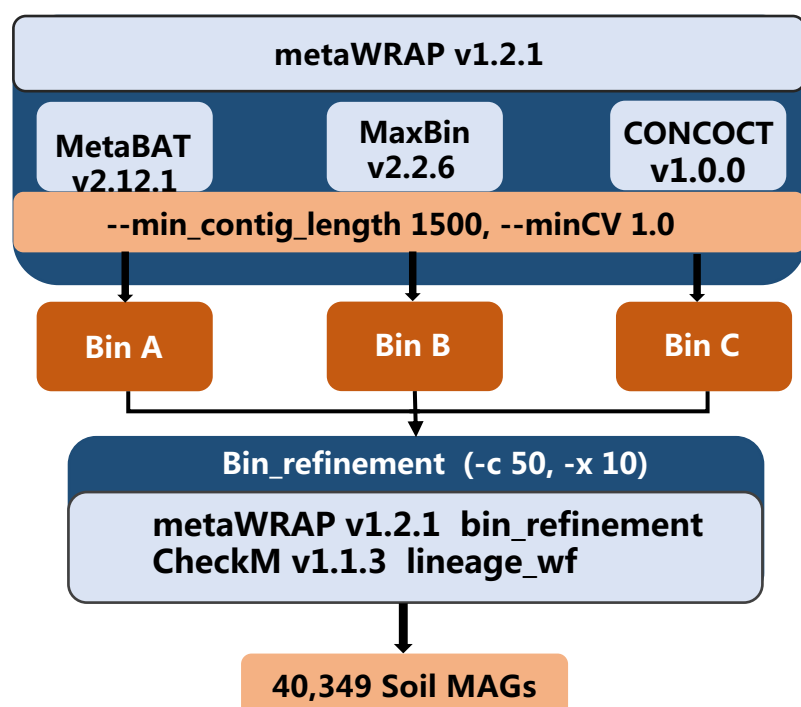 metaWRAP v1.2.1
MetaBAT
v2.12.1
MaxBin
v2.2.6
CONCOCT
v1.0.0
--min_contig_length 1500, --minCV 1.0
Bin A
Bin B
Bin C
Bin_refinement (-c 50, -x 10)
metaWRAP v1.2.1 bin_refinement
CheckM v1.1.3 lineage_wf
40,349 Soil MAGs